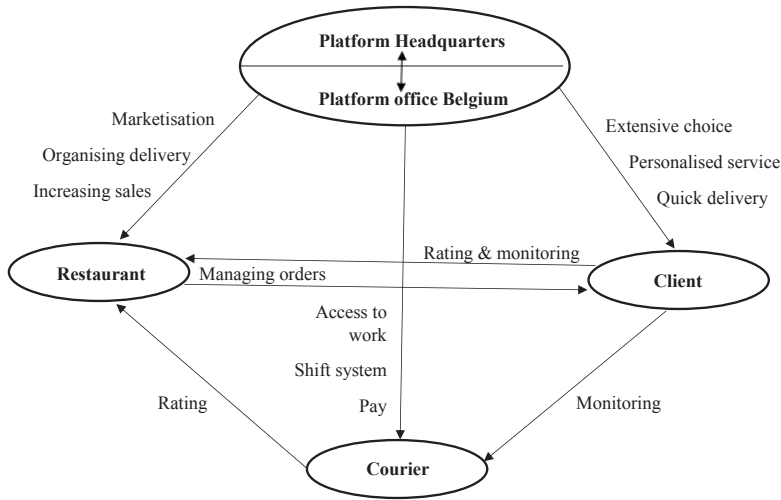 Platform Headquarters
Platform office Belgium
Marketisation
Organising delivery
Increasing sales
Extensive choice
Personalised service
Quick delivery
Rating & monitoring
Restaurant
Managing orders
Client
Access to
work
Shift system
Pay
Rating
Monitoring
Courier